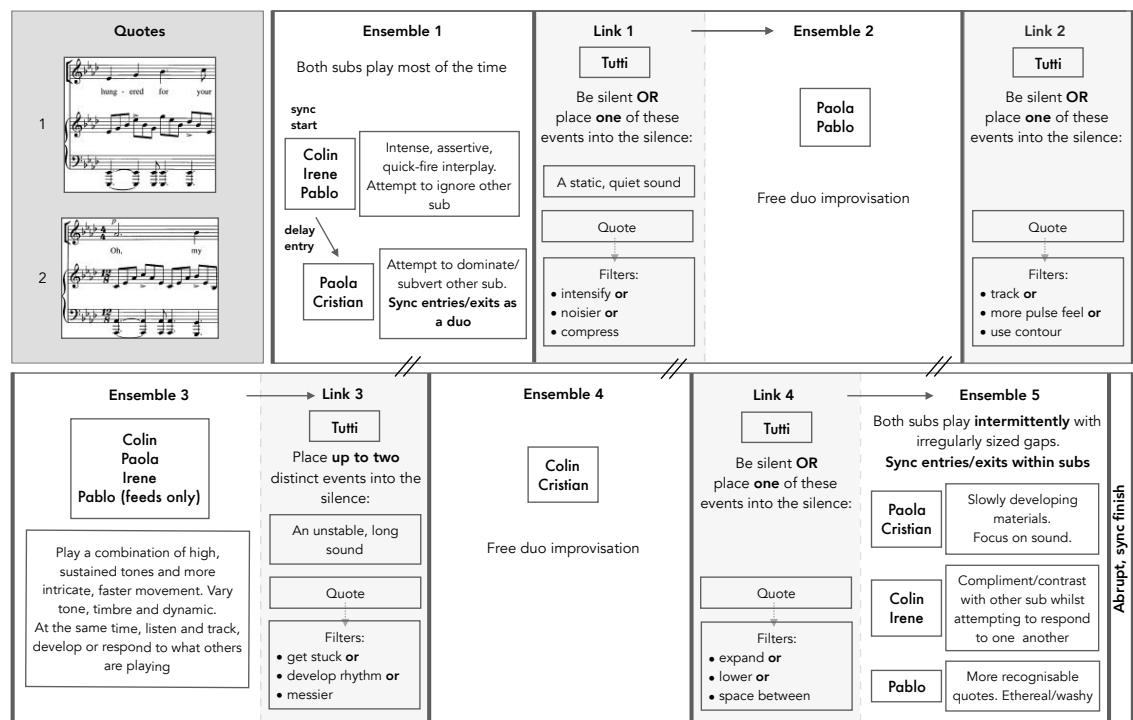 Quotes
1
hung - ered for your
2
p
Oh, my
Ensemble 1
Both subs play most of the time
sync
start
Colin
Irene
Pablo
Intense, assertive,
quick-fire interplay.
Attempt to ignore other
sub
delay
entry
Paola
Cristian
Attempt to dominate/
subvert other sub.
Sync entries/exits as
a duo
Link 1
Tutti
Be silent OR
place one of these
events into the silence:
A static, quiet sound
Quote
Filters:
• intensify or
• noisier or
• compress
Ensemble 2
Paola
Pablo
Free duo improvisation
Link 2
Tutti
Be silent OR
place one of these
events into the silence:
Quote
Filters:
• track or
• more pulse feel or
• use contour
Ensemble 3
Colin
Paola
Irene
Pablo (feeds only)
Play a combination of high,
sustained tones and more
intricate, faster movement. Vary
tone, timbre and dynamic.
At the same time, listen and track,
develop or respond to what others
are playing
Link 3
Tutti
Place up to two
distinct events into the
silence:
An unstable, long
sound
Quote
Filters:
• get stuck or
• develop rhythm or
• messier
Ensemble 4
Colin
Cristian
Free duo improvisation
Link 4
Tutti
Be silent OR
place one of these
events into the silence:
Quote
Filters:
• expand or
• lower or
• space between
Ensemble 5
Both subs play intermittently with
irregularly sized gaps.
Sync entries/exits within subs
Paola
Cristian
Slowly developing
materials.
Focus on sound.
Colin
Irene
Compliment/contrast
with other sub whilst
attempting to respond
to one another
Pablo
More recognisable
quotes. Ethereal/washy
Abrupt, sync finish